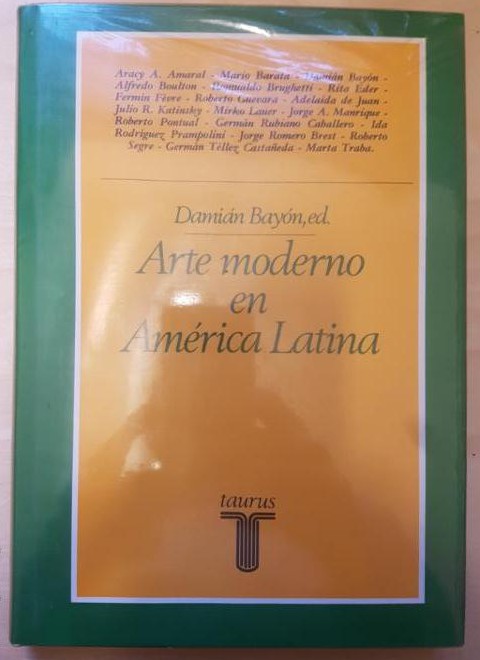 Aracy A. Amaral - Mario Barata - Damián Bayón -
Alfredo Boulton - Romualdo Brughetti - Rita Eder -
Fermín Fèvre - Roberto Guevara - Adelaida de Juan -
Julio R. Katinsky - Mirko Lauer - Jorge A. Manrique -
Roberto Pontual - Germán Rubiano Caballero - Ida
Rodríguez Prampolini - Jorge Romero Brest - Roberto
Segre - Germán Téllez Castañeda - Marta Traba.
Damián Bayón, ed.
Arte moderno
en
América Latina
taurus